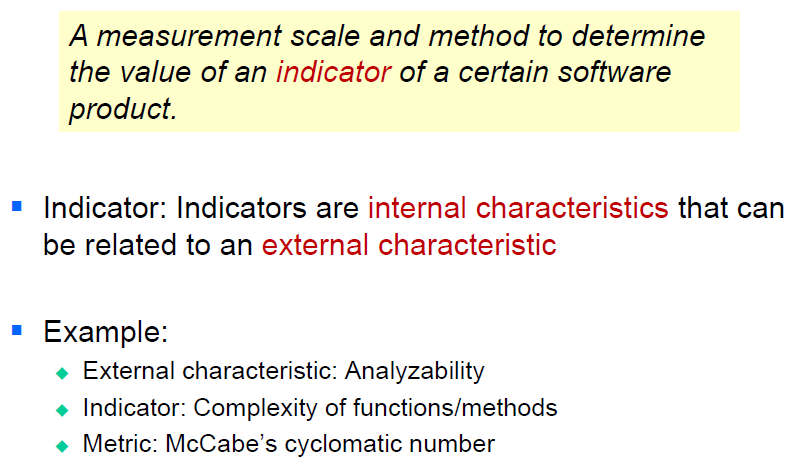 A measurement scale and method to determine
the value of an indicator of a certain software
product.
Indicator: Indicators are internal characteristics that can
be related to an external characteristic
Example:
External characteristic: Analyzability
Indicator: Complexity of functions/methods
Metric: McCabe’s cyclomatic number